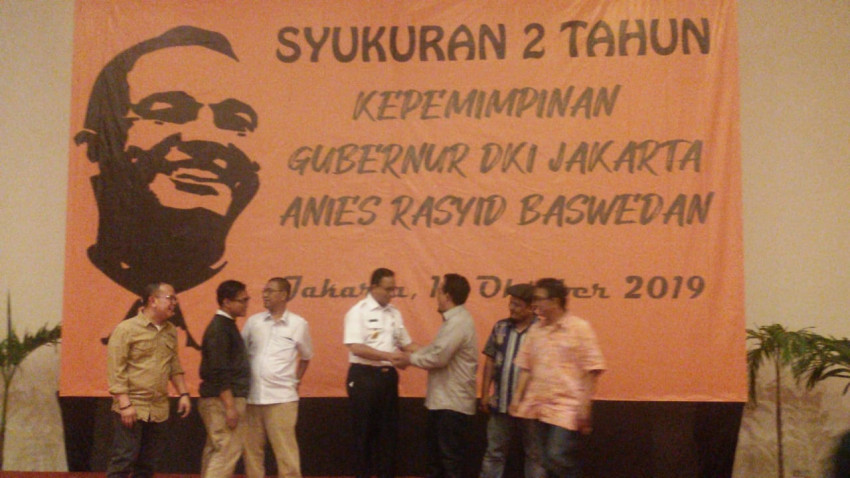 SYUKURAN 2 TAHUN
KEPEMIMPINAN
GUBERNUR DKI JAKARTA
ANIES RASYID BASWEDAN
Jakarta, Oktober 2019